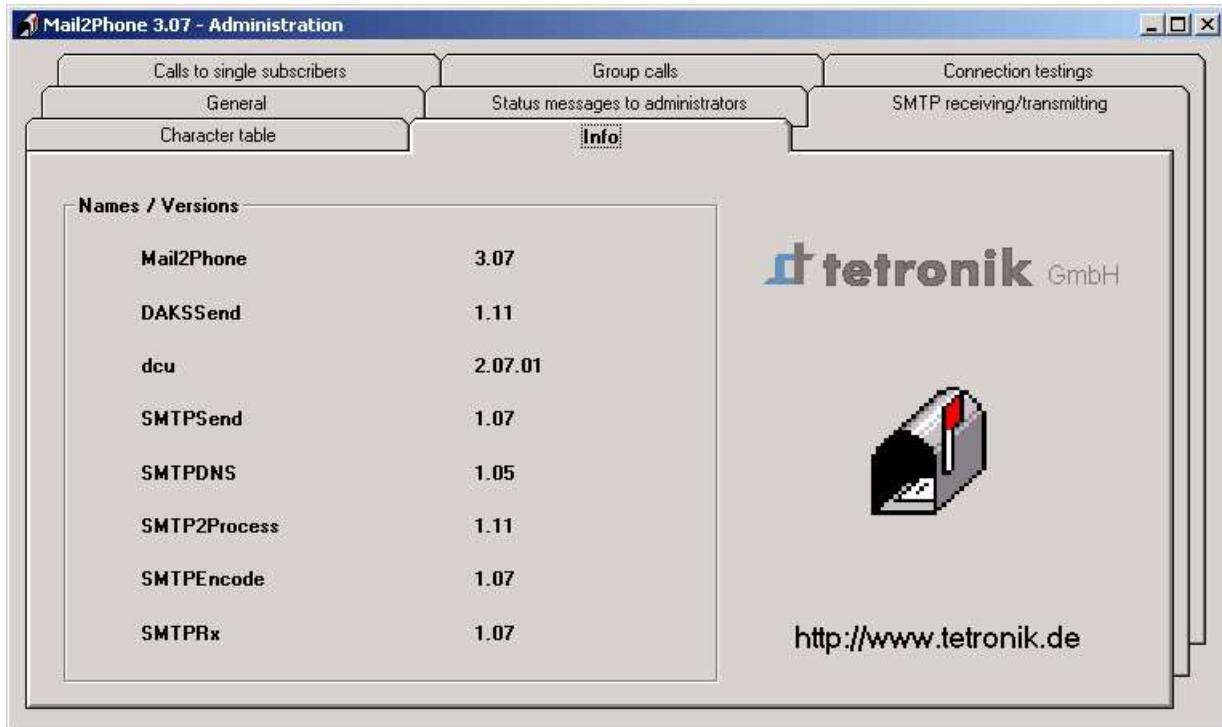 Mail2Phone 3.07 - Administration
Calls to single subscribers Group calls Connection testings
General Status messages to administrators SMTP receiving/transmitting
Character table Info
Names / Versions
Mail2Phone 3.07
DAKSSend 1.11
dcu 2.07.01
SMTPSend 1.07
SMTPDNS 1.05
SMTP2Process 1.11
SMTPEncode 1.07
SMTPRx 1.07
tetronik GmbH
http://www.tetronik.de